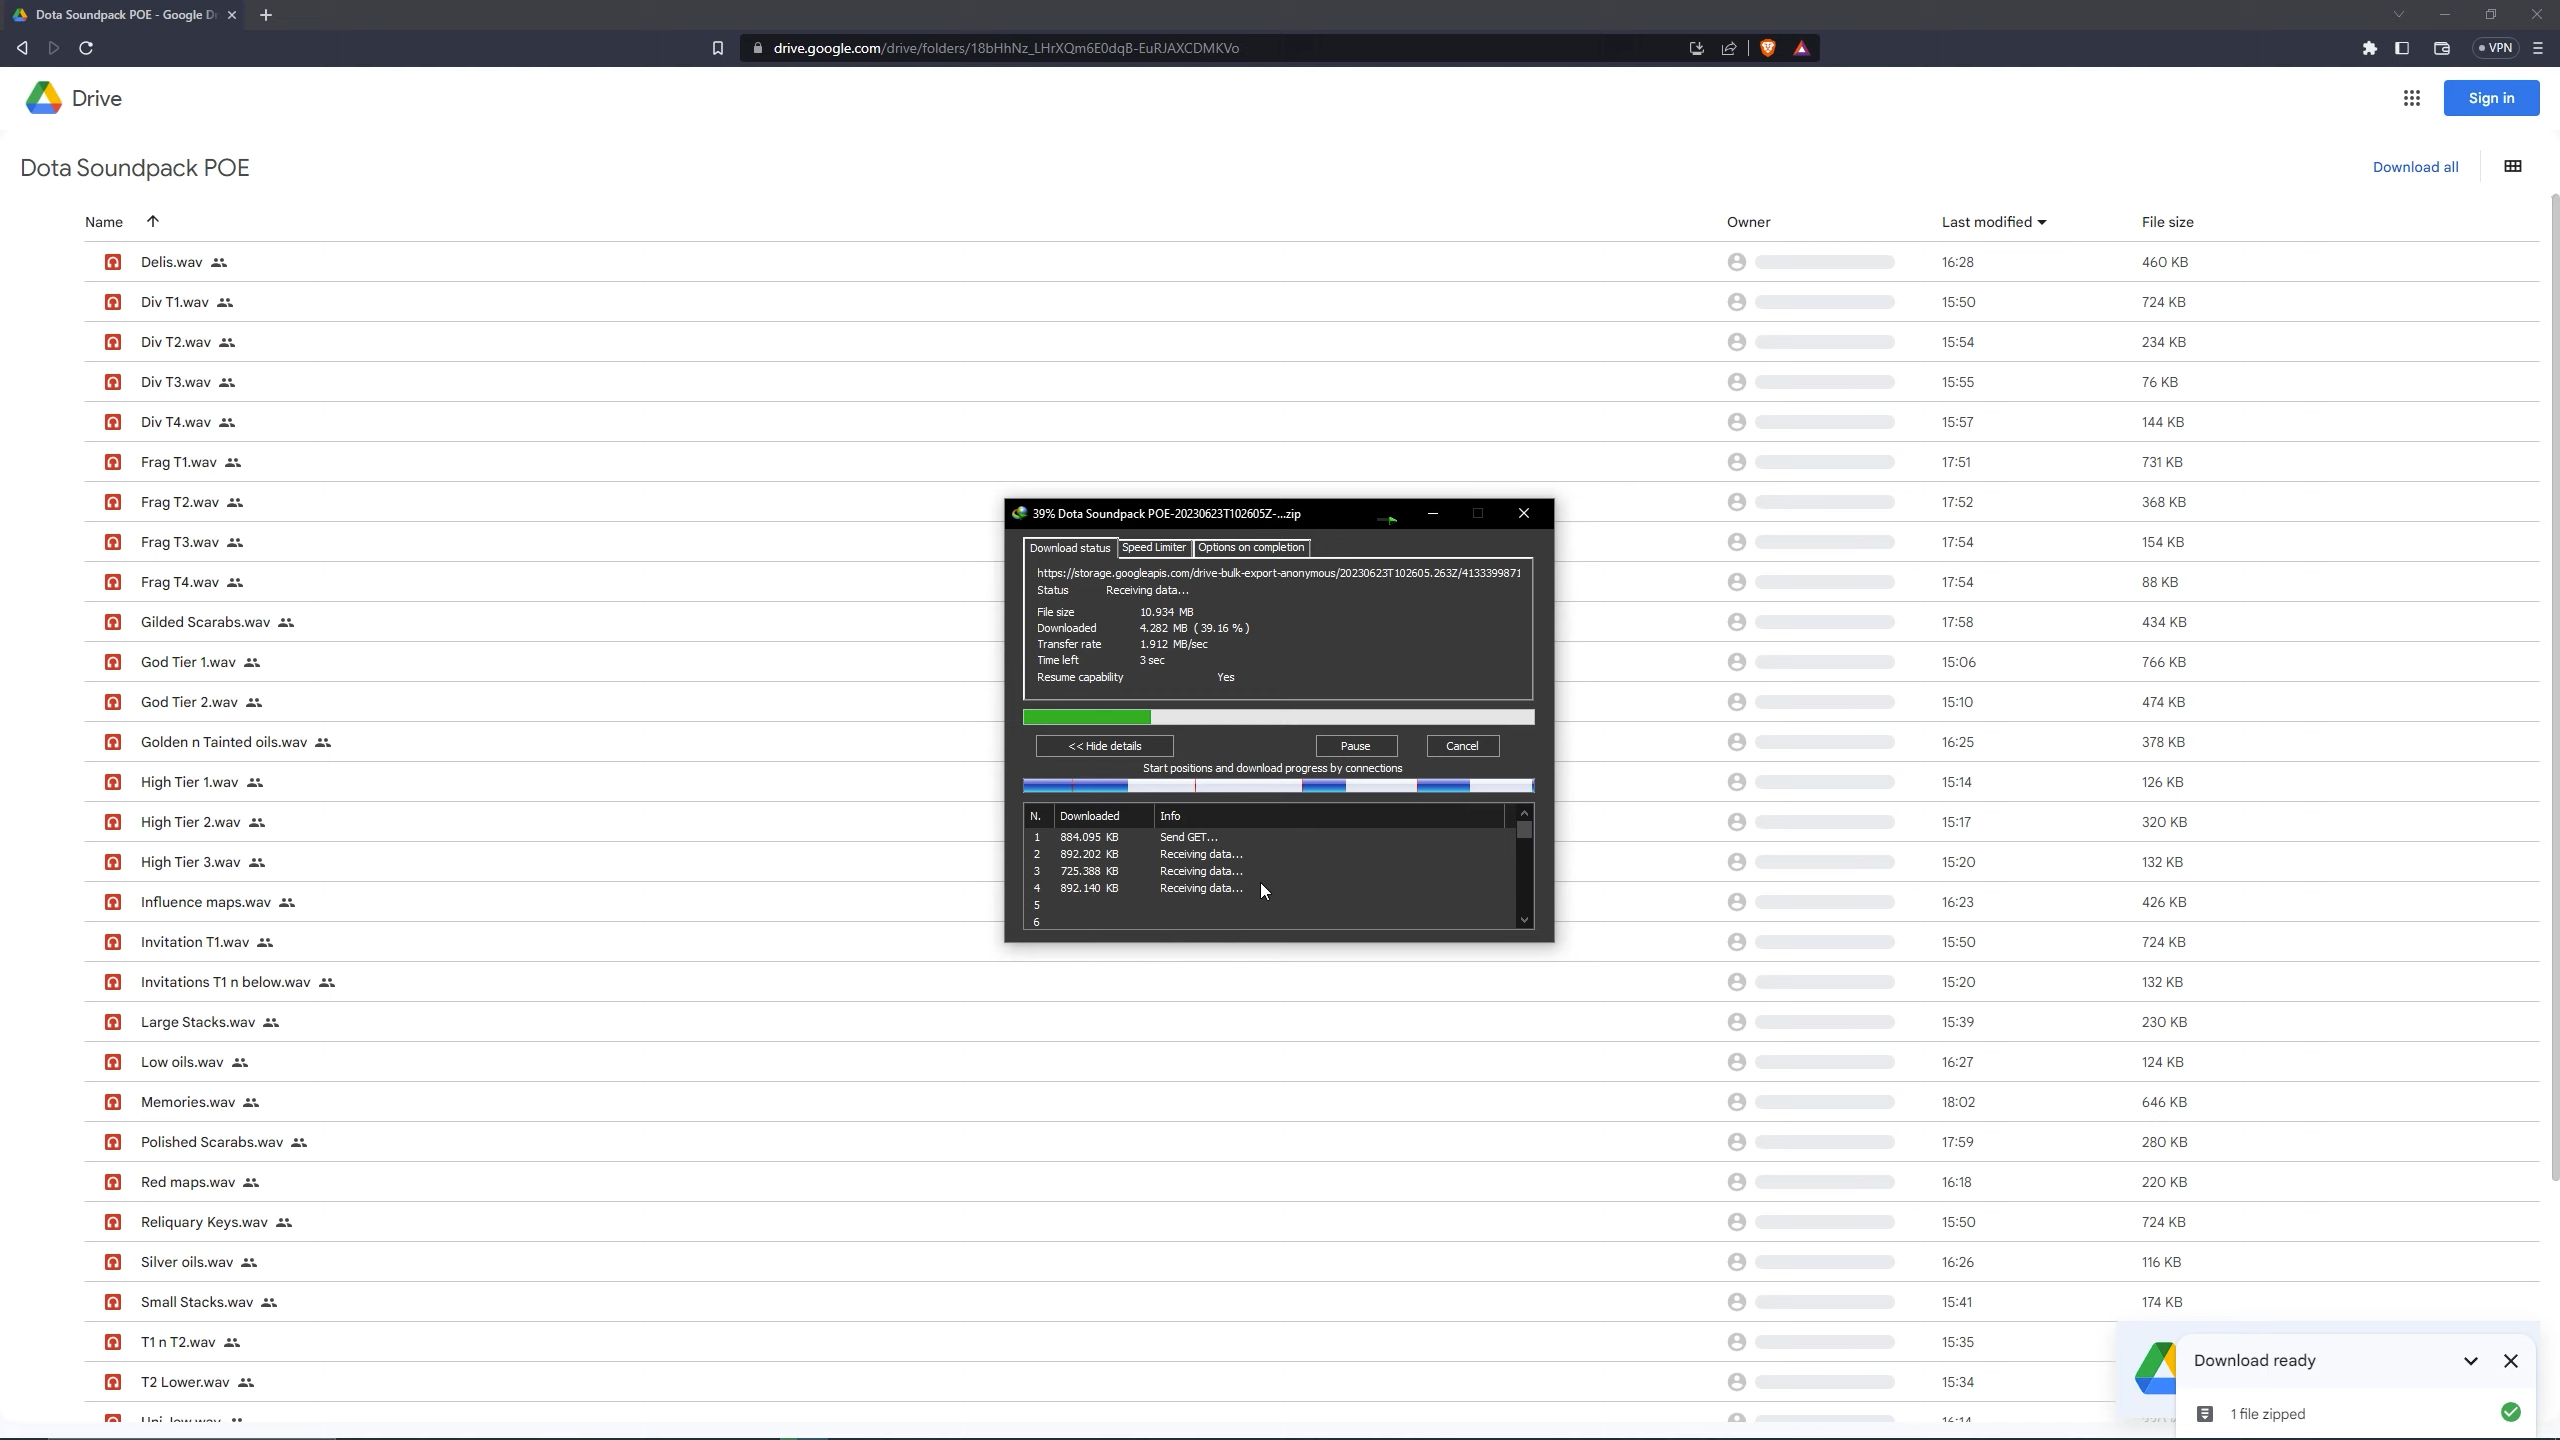 Dota Soundpack POE - Google Dr
drive.google.com/drive/folders/18bHhNz_LHrXQm6E0dqB-EuRJAXCDMKVo
VPN
Drive
Sign in
Dota Soundpack POE
Download all
Name Owner Last modified File size
Delis.wav 16:28 460 KB
Div T1.wav 15:50 724 KB
Div T2.wav 15:54 234 KB
Div T3.wav 15:55 76 KB
Div T4.wav 15:57 144 KB
Frag T1.wav 17:51 731 KB
Frag T2.wav 17:52 368 KB
Frag T3.wav 17:54 154 KB
Frag T4.wav 17:54 88 KB
Gilded Scarabs.wav 17:58 434 KB
God Tier 1.wav 15:06 766 KB
God Tier 2.wav 15:10 474 KB
Golden n Tainted oils.wav 16:25 378 KB
High Tier 1.wav 15:14 126 KB
High Tier 2.wav 15:17 320 KB
High Tier 3.wav 15:20 132 KB
Influence maps.wav 16:23 426 KB
Invitation T1.wav 15:50 724 KB
Invitations T1 n below.wav 15:20 132 KB
Large Stacks.wav 15:39 230 KB
Low oils.wav 16:27 124 KB
Memories.wav 18:02 646 KB
Polished Scarabs.wav 17:59 280 KB
Red maps.wav 16:18 220 KB
Reliquary Keys.wav 15:50 724 KB
Silver oils.wav 16:26 116 KB
Small Stacks.wav 15:41 174 KB
T1 n T2.wav 15:35
T2 Lower.wav 15:34
39% Dota Soundpack POE-20230623T102605Z-...zip
Download status Speed Limiter Options on completion
https://storage.googleapis.com/drive-bulk-export-anonymous/20230623T102605.263Z/4133399871
Status Receiving data...
File size 10.934 MB
Downloaded 4.282 MB ( 39.16 % )
Transfer rate 1.912 MB/sec
Time left 3 sec
Resume capability Yes
<< Hide details Pause Cancel
Start positions and download progress by connections
N. Downloaded Info
1 884.095 KB Send GET...
2 892.202 KB Receiving data...
3 725.388 KB Receiving data...
4 892.140 KB Receiving data...
5
6
Download ready
1 file zipped